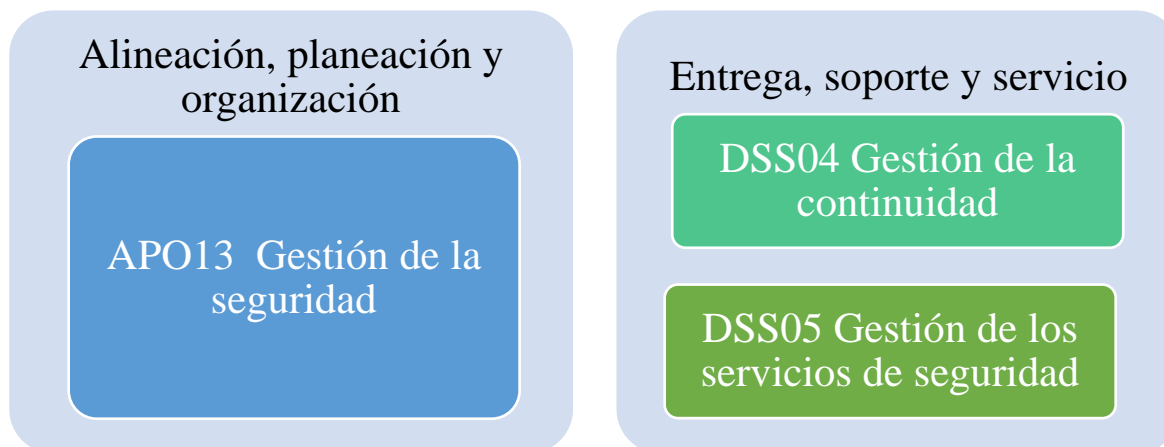 Alineación, planeación y
organización
APO13  Gestión de la
seguridad
Entrega, soporte y servicio
DSS04 Gestión de la
continuidad
DSS05 Gestión de los
servicios de seguridad